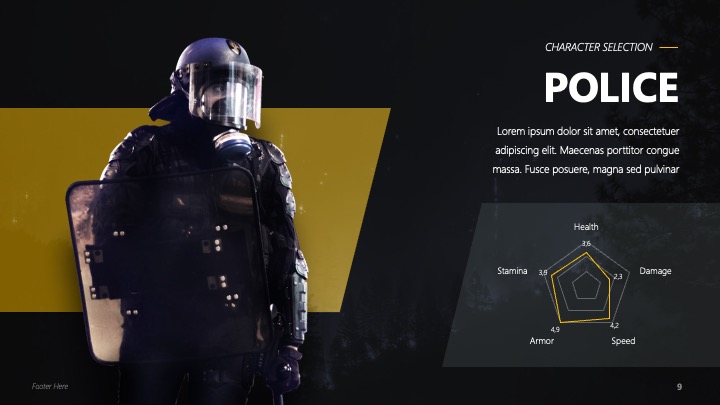 CHARACTER SELECTION
POLICE
Lorem ipsum dolor sit amet, consectetuer
adipiscing elit. Maecenas porttitor congue
massa. Fusce posuere, magna sed pulvinar
Health
3,6
Stamina
3,9
2,3
Damage
4,9
4,2
Armor
Speed
Footer Here
9